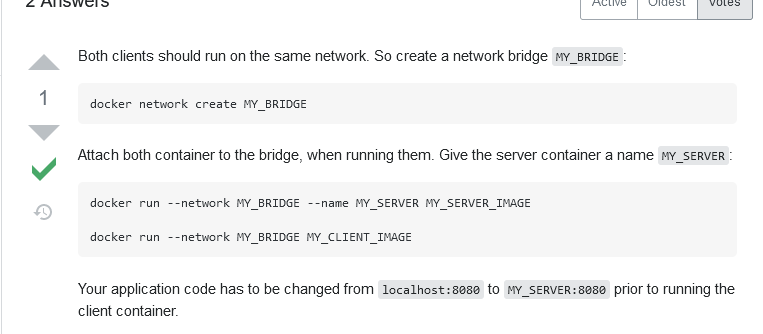 2 Answers
Active Oldest Votes
Both clients should run on the same network. So create a network bridge MY_BRIDGE:
1
docker network create MY_BRIDGE
Attach both container to the bridge, when running them. Give the server container a name MY_SERVER:
docker run --network MY_BRIDGE --name MY_SERVER MY_SERVER_IMAGE
docker run --network MY_BRIDGE MY_CLIENT_IMAGE
Your application code has to be changed from localhost:8080 to MY_SERVER:8080 prior to running the
client container.